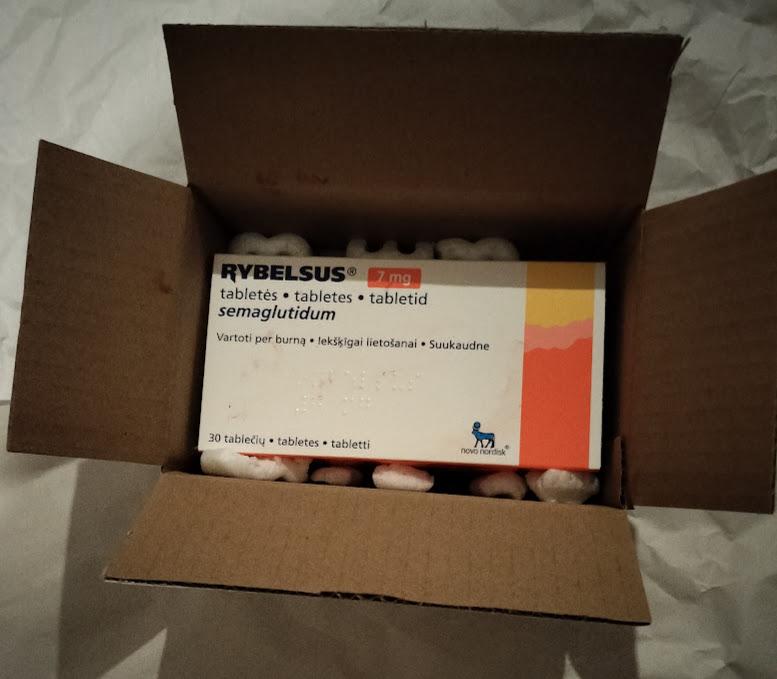 RYBELSUS® 7 mg
tabletės • tabletes • tabletid
semaglutidum
Vartoti per burną • Iekšķīgai lietošanai • Suukaudne
30 tablečių • tabletes • tabletti
novo nordisk®